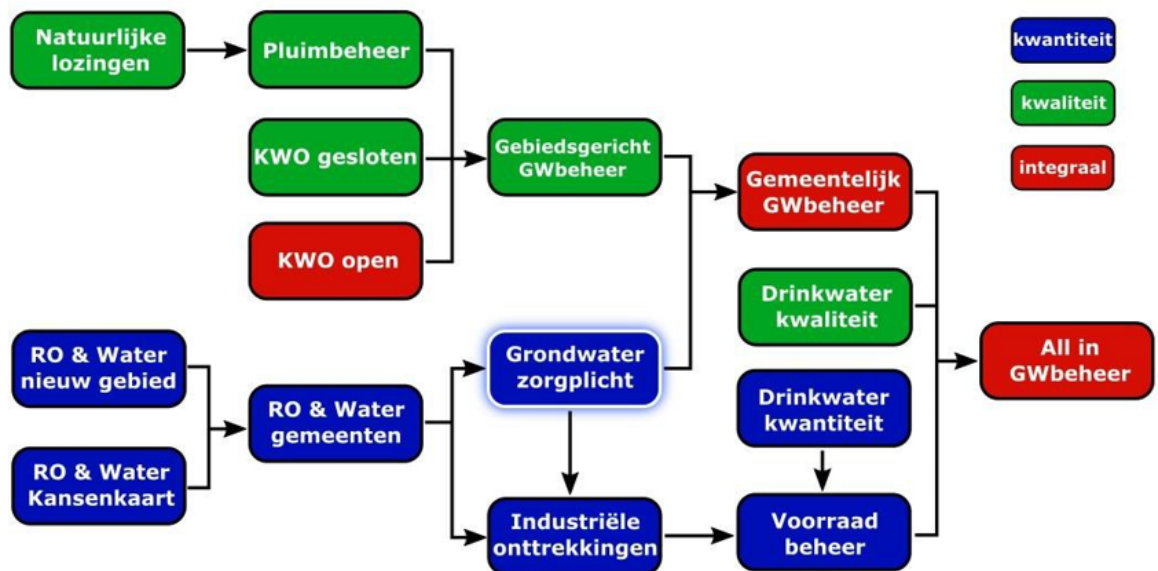 Natuurlijke
lozingen
Pluimbeheer
kwantiteit
kwaliteit
integraal
KWO gesloten
Gebiedsgericht
GWbeheer
Gemeentelijk
GWbeheer
KWO open
Drinkwater
kwaliteit
RO & Water
nieuw gebied
Grondwater
zorgplicht
All in
GWbeheer
RO & Water
gemeenten
Drinkwater
kwantiteit
RO & Water
Kansenkaart
Industriële
onttrekkingen
Voorraad
beheer